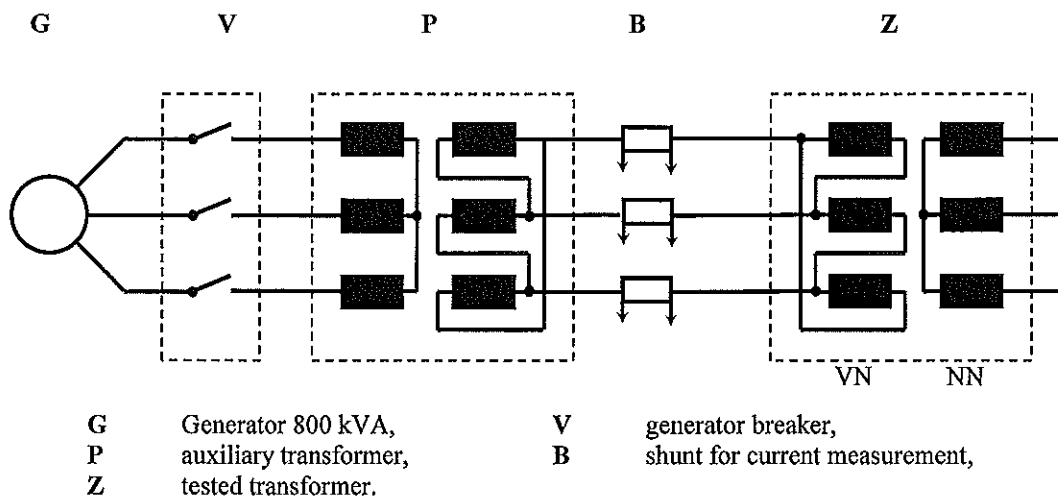 G V P B Z
VN NN
G Generator 800 kVA, V generator breaker,
P auxiliary transformer, B shunt for current measurement,
Z tested transformer.